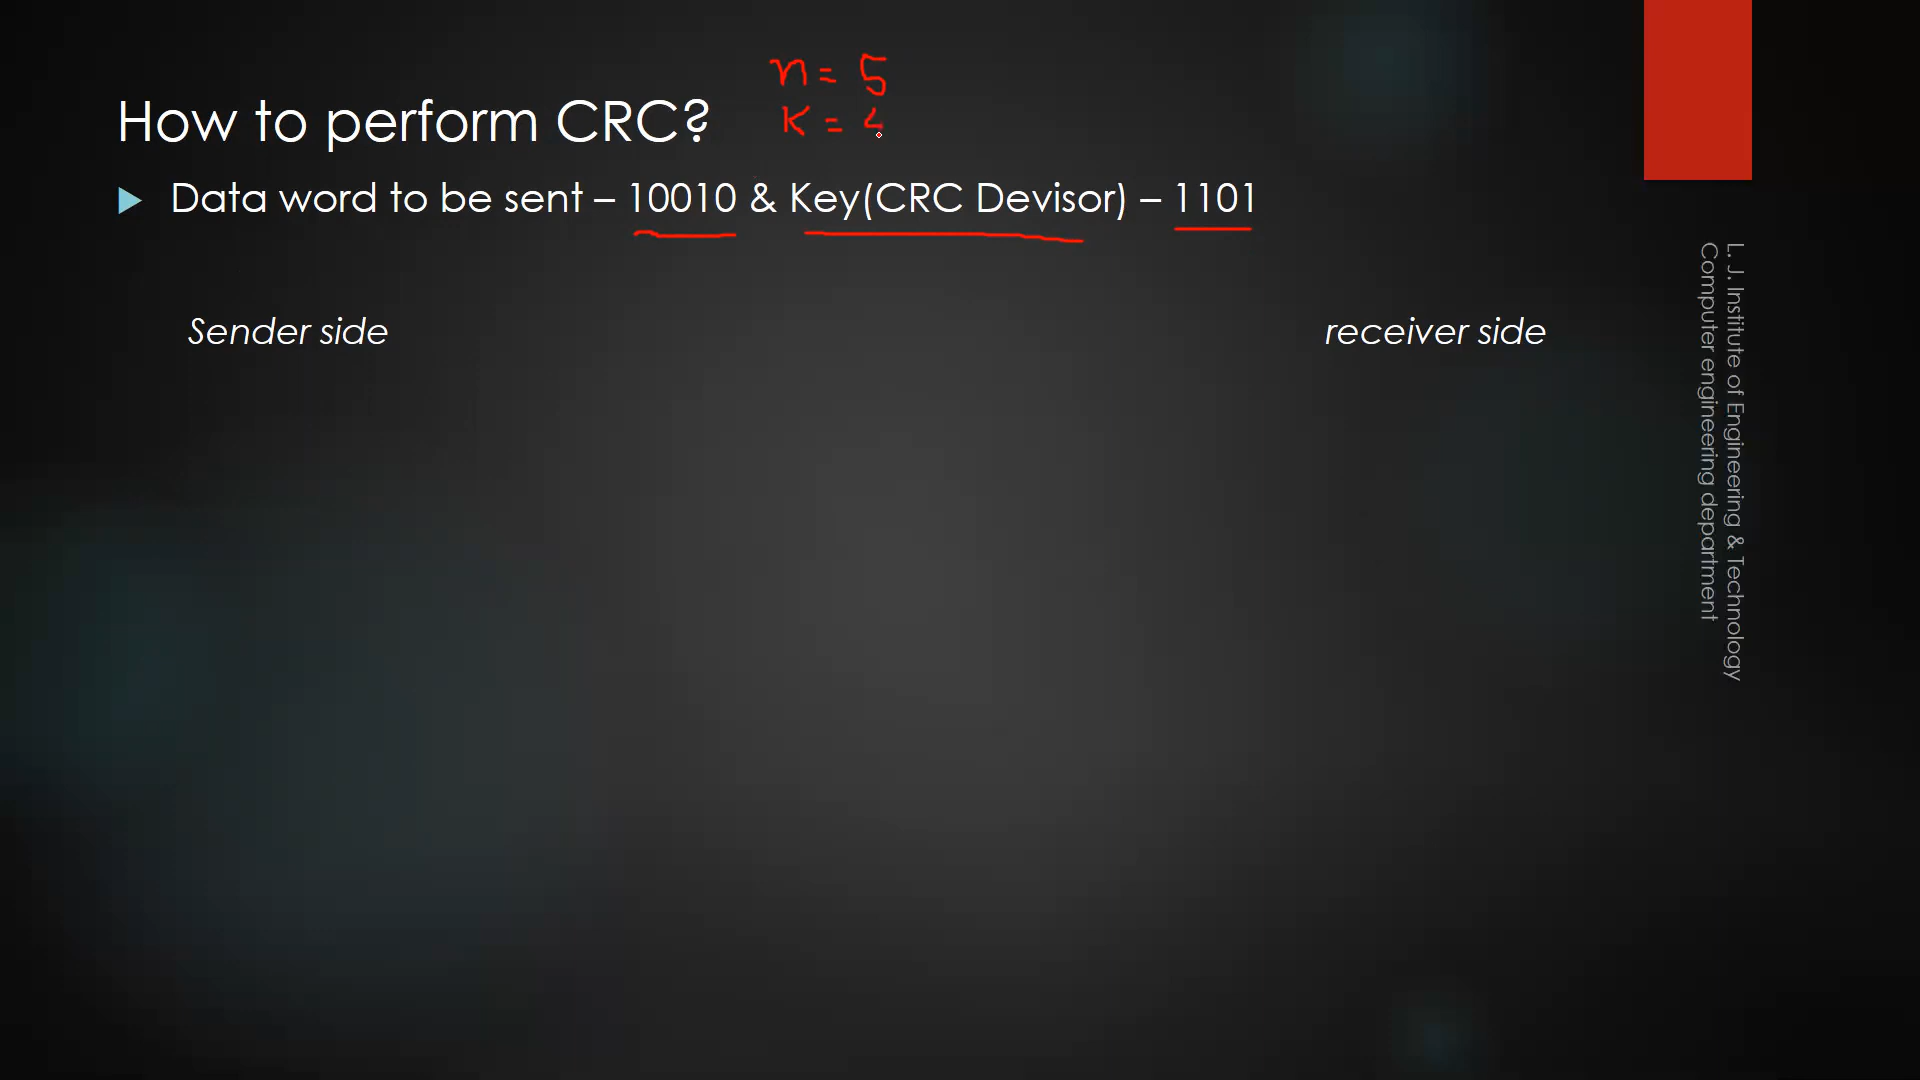 n = 5
How to perform CRC?
K = 4
Data word to be sent – 10010 & Key(CRC Devisor) – 1101
Sender side
receiver side
L. J. Institute of Engineering & Technology
Computer engineering department